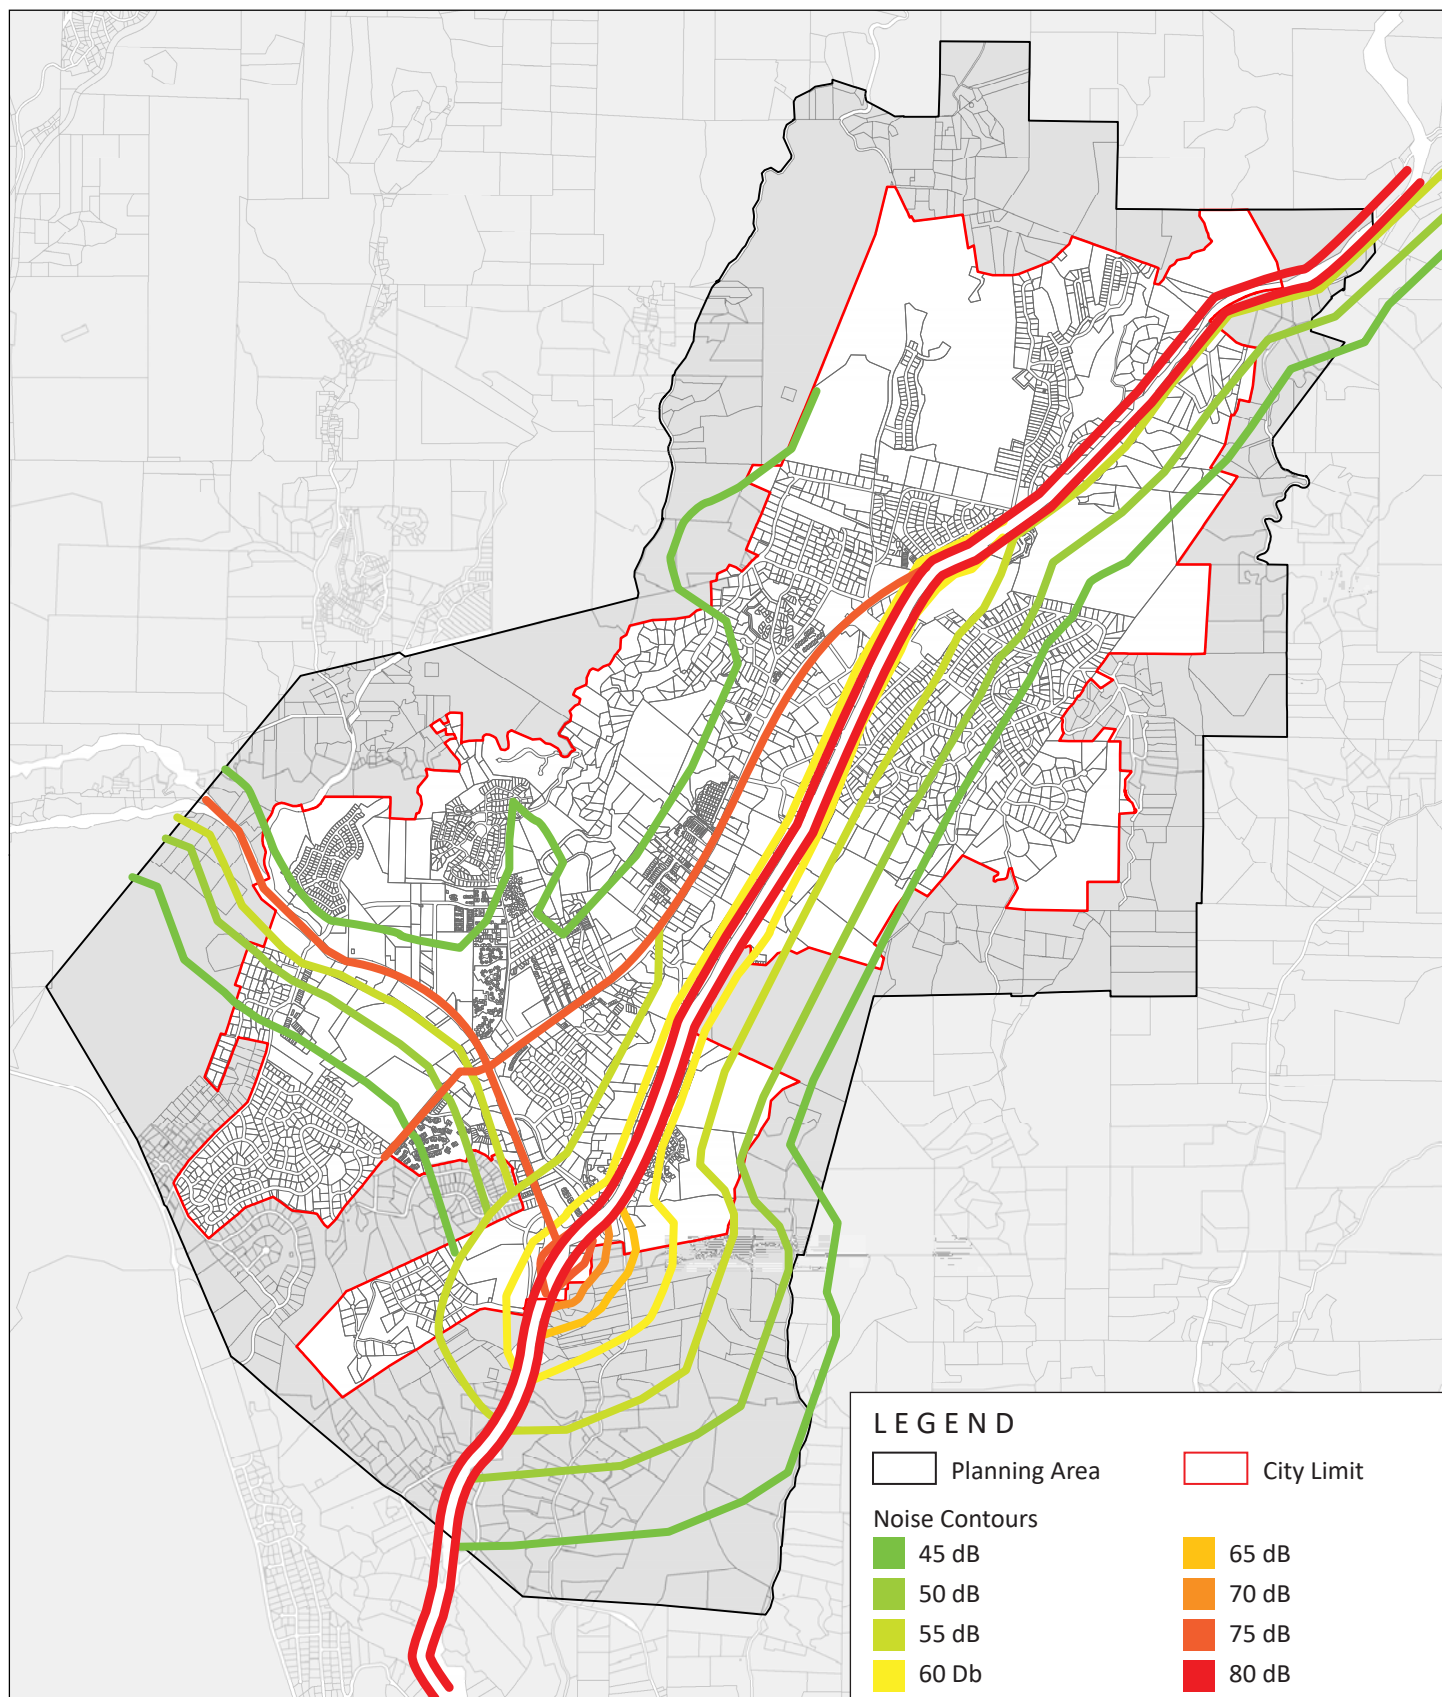 LEGEND
Planning Area
City Limit
Noise Contours
45 dB
65 dB
50 dB
70 dB
55 dB
75 dB
60 Db
80 dB